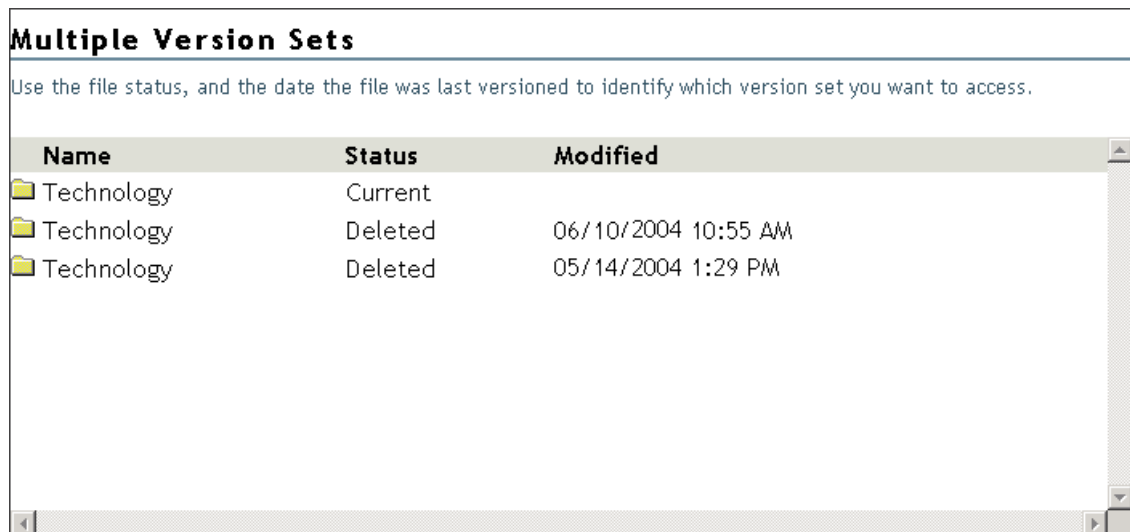 Multiple Version Sets
Use the file status, and the date the file was last versioned to identify which version set you want to access.
Name Status Modified
Technology Current
Technology Deleted 06/10/2004 10:55 AM
Technology Deleted 05/14/2004 1:29 PM